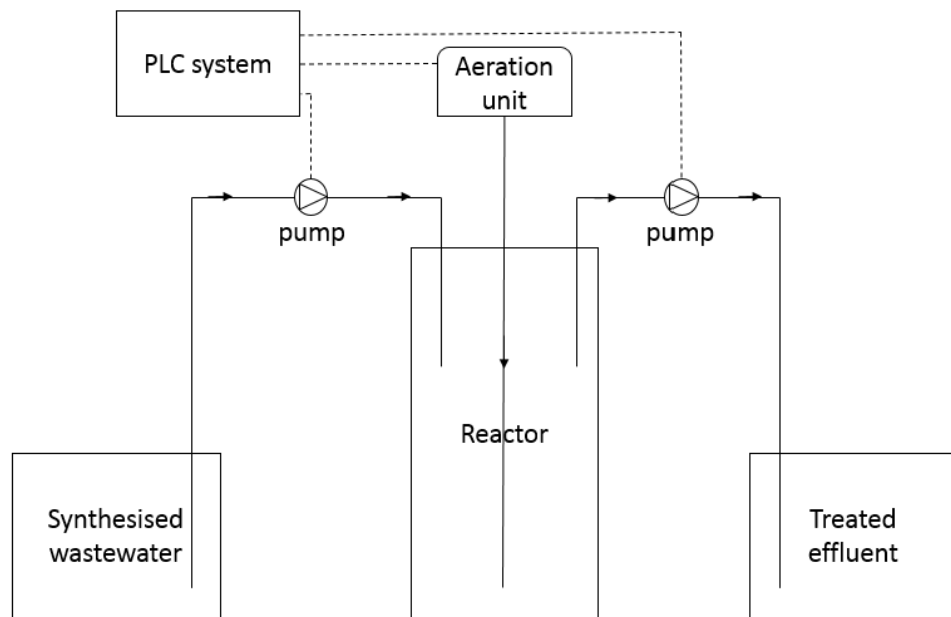 PLC system
Aeration
unit
pump
pump
Reactor
Synthesised
wastewater
Treated
effluent